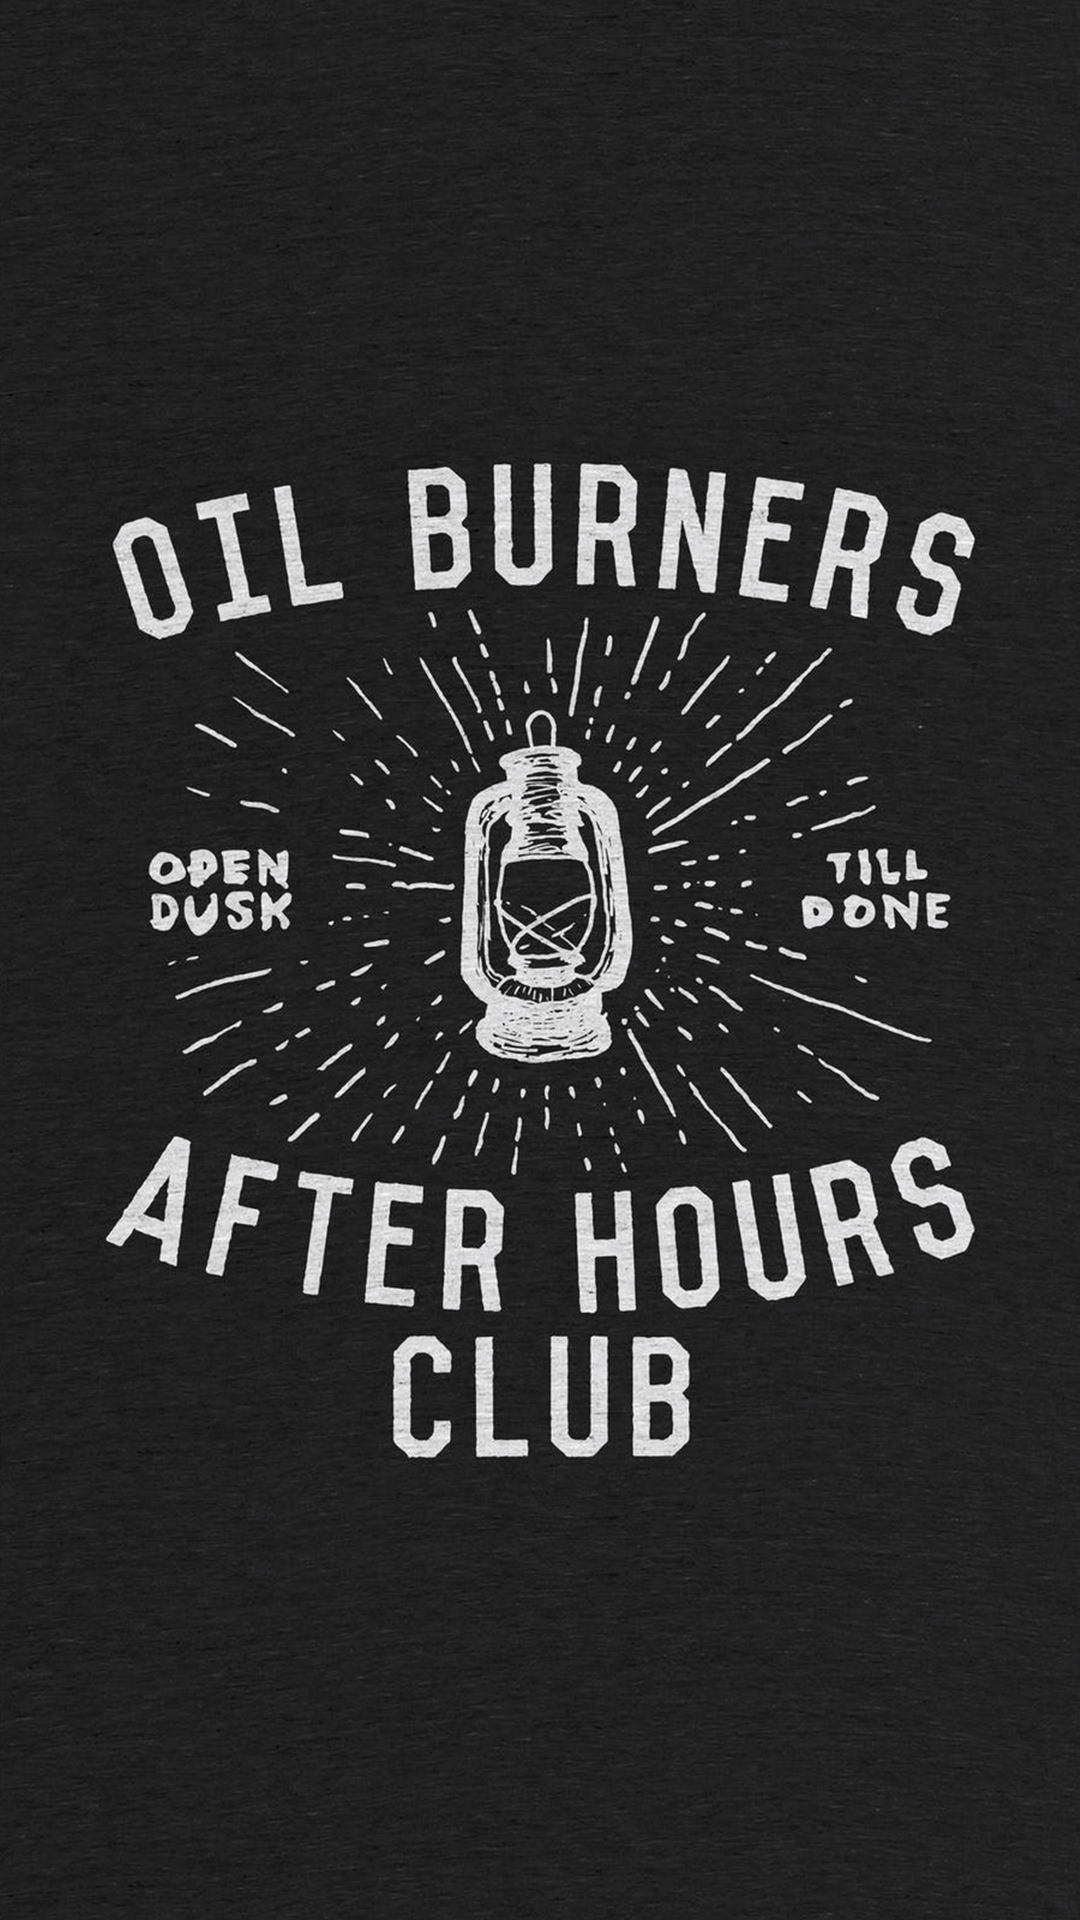 OIL BURNERS
OPEN
DUSK
TILL
DONE
AFTER HOURS
CLUB